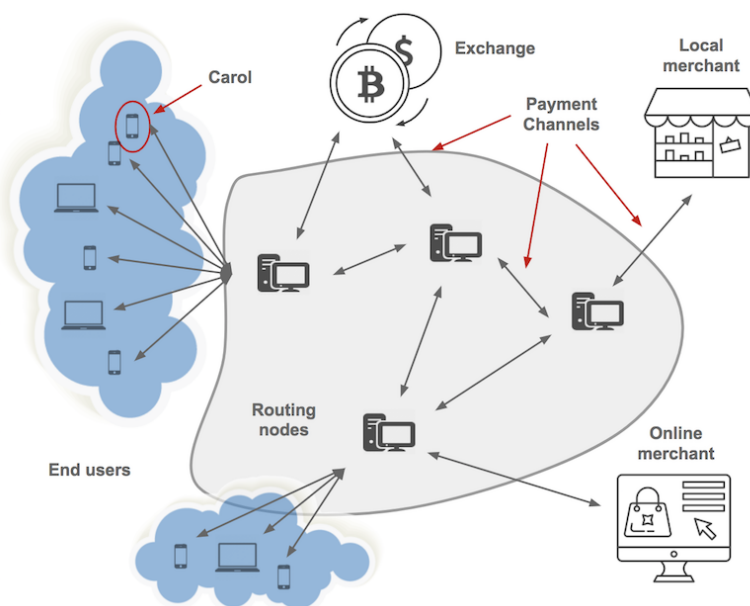 Exchange
Carol
Local
merchant
Payment
Channels
Routing
nodes
Online
merchant
End users